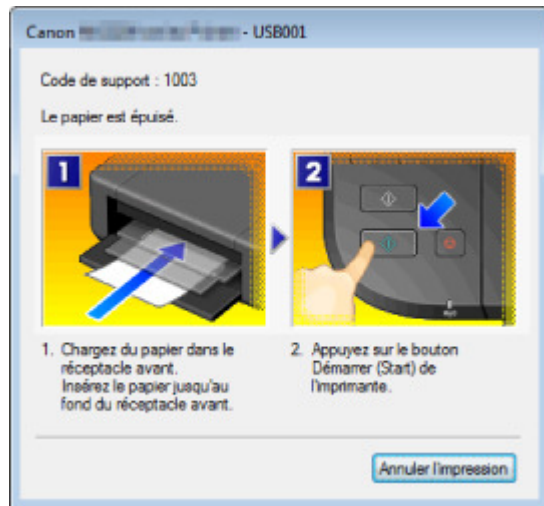 Canon - USB001
Code de support : 1003
Le papier est épuisé.
1
2
1. Chargez du papier dans le
réceptacle avant.
Insérez le papier jusqu'au
fond du réceptacle avant.
2. Appuyez sur le bouton
Démarrer (Start) de
l'imprimante.
Annuler l'impression